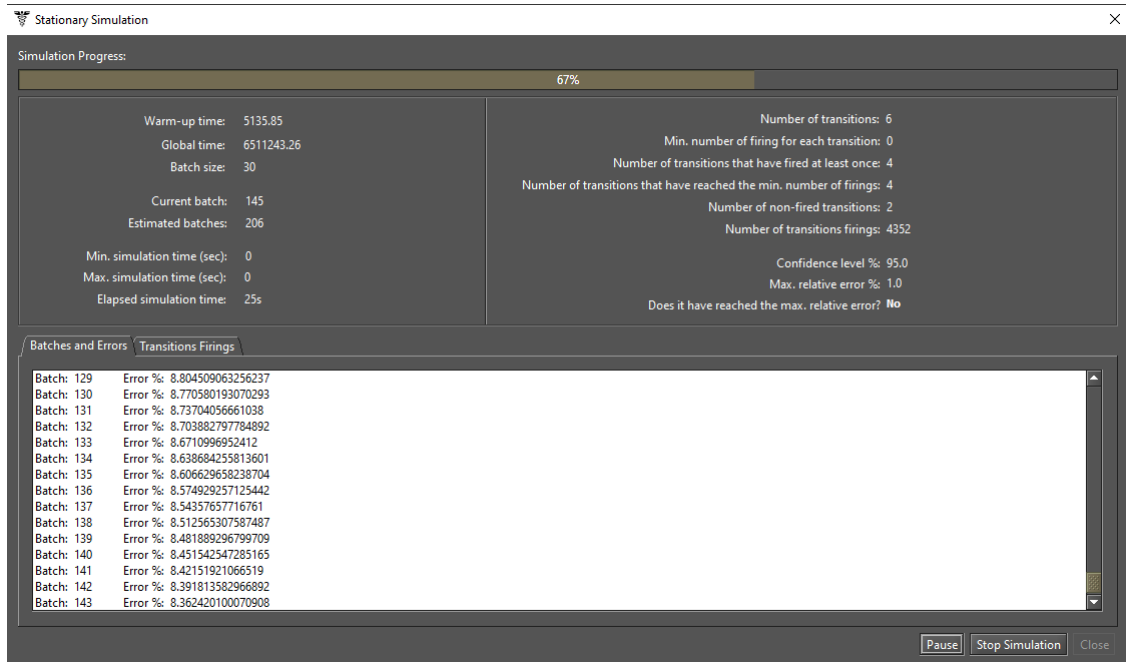 Stationary Simulation
Simulation Progress:
67%
Warm-up time: 5135.85
Global time: 6511243.26
Batch size: 30
Current batch: 145
Estimated batches: 206
Min. simulation time (sec): 0
Max. simulation time (sec): 0
Elapsed simulation time: 25s
Number of transitions: 6
Min. number of firing for each transition: 0
Number of transitions that have fired at least once: 4
Number of transitions that have reached the min. number of firings: 4
Number of non-fired transitions: 2
Number of transitions firings: 4352
Confidence level %: 95.0
Max. relative error %: 1.0
Does it have reached the max. relative error? No
Batches and Errors Transitions Firings
Batch: 129 Error %: 8.804509063256237
Batch: 130 Error %: 8.770580193070293
Batch: 131 Error %: 8.73704056661038
Batch: 132 Error %: 8.703882797784892
Batch: 133 Error %: 8.6710996952412
Batch: 134 Error %: 8.638684255813601
Batch: 135 Error %: 8.606629658238704
Batch: 136 Error %: 8.574929257125442
Batch: 137 Error %: 8.54357657716761
Batch: 138 Error %: 8.512565307587487
Batch: 139 Error %: 8.481889296799709
Batch: 140 Error %: 8.451542547285165
Batch: 141 Error %: 8.42151921066519
Batch: 142 Error %: 8.391813582966892
Batch: 143 Error %: 8.362420100070908
Pause Stop Simulation Close